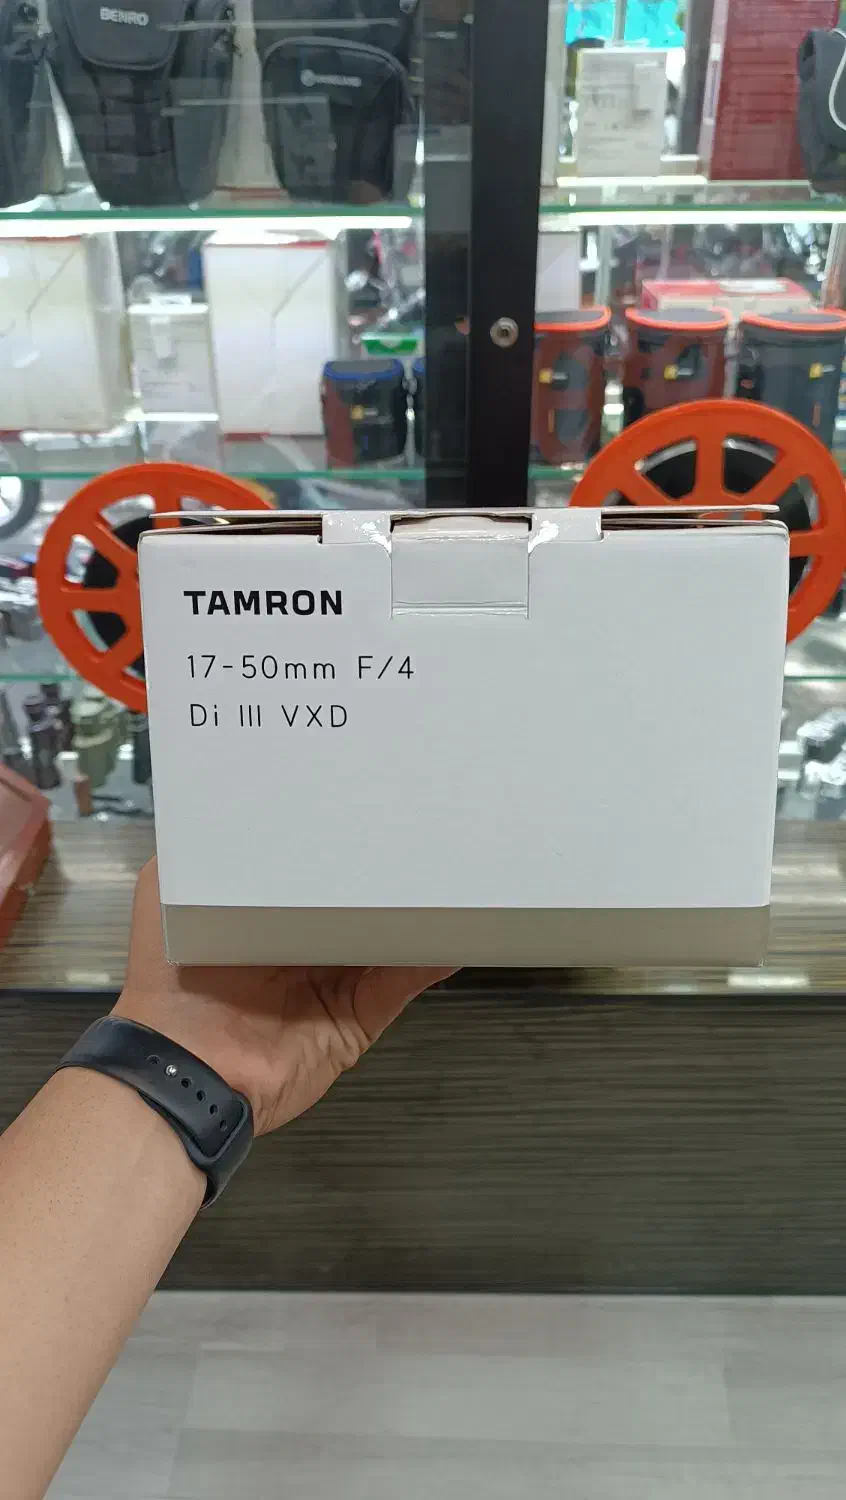 BENRO
TAMRON
17-50mm F/4
Di III VXD